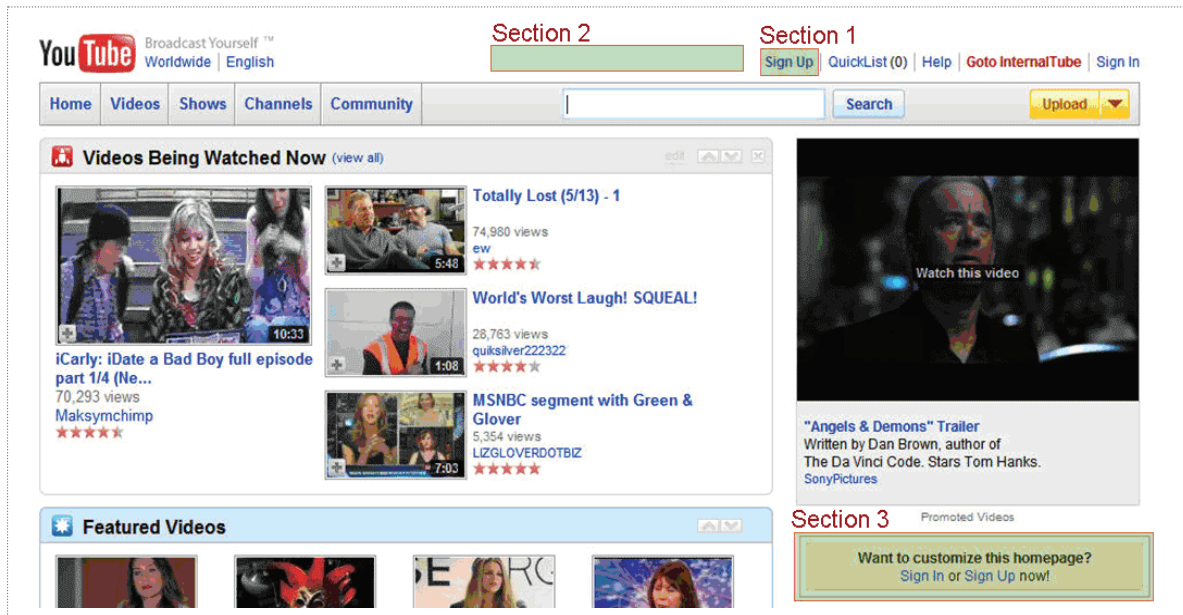 Section 2
Section 1
You Tube
Broadcast Yourself ™
Worldwide | English
Sign Up | QuickList (0) | Help | Goto InternalTube | Sign In
Home
Videos
Shows
Channels
Community
Search
Upload
Videos Being Watched Now (view all)
edit
10:33
iCarly: iDate a Bad Boy full episode
part 1/4 (Ne...
70,293 views
Maksymchimp
5:48
Totally Lost (5/13) - 1
74,980 views
ew
1:08
World's Worst Laugh! SQUEAL!
28,763 views
quiksilver222322
7:03
MSNBC segment with Green &
Glover
5,354 views
LIZGLOVERDOTBIZ
Watch this video
"Angels & Demons" Trailer
Written by Dan Brown, author of
The Da Vinci Code. Stars Tom Hanks.
SonyPictures
Promoted Videos
Section 3
Want to customize this homepage?
Sign In or Sign Up now!
Featured Videos